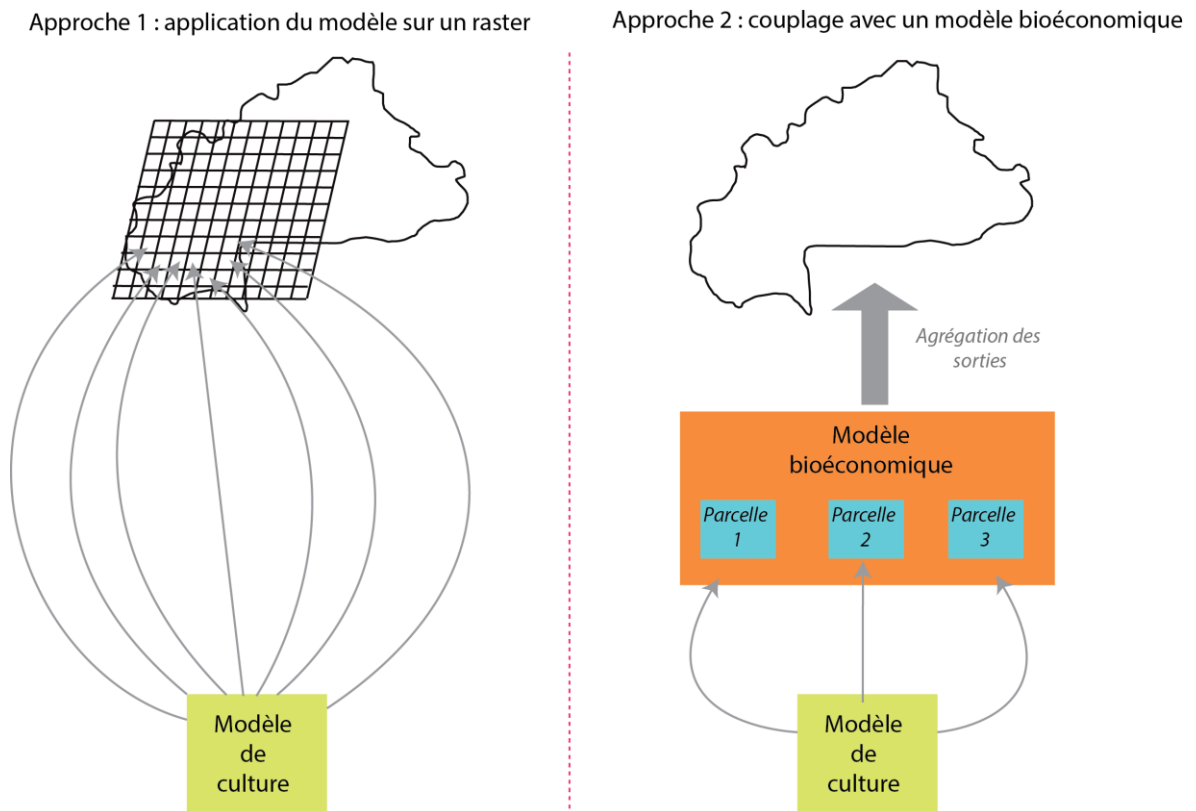 Approche 1 : application du modèle sur un raster
Modèle
de
culture
Approche 2 : couplage avec un modèle bioéconomique
Agrégation des
sorties
Modèle
bioéconomique
Parcelle
1
Parcelle
2
Parcelle
3
Modèle
de
culture